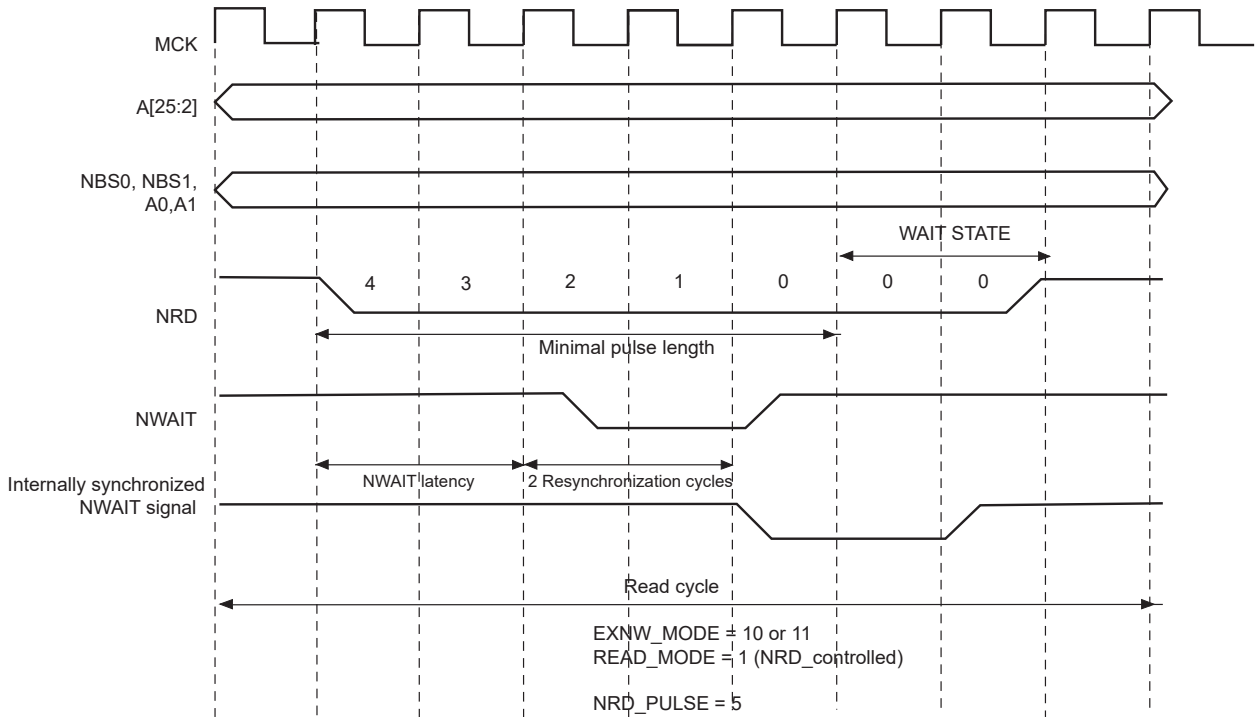 MCK
A[25:2]
NBS0, NBS1,
A0,A1
WAIT STATE
4 3 2 1 0 0 0
NRD
Minimal pulse length
NWAIT
NWAIT latency 2 Resynchronization cycles
Internally synchronized
NWAIT signal
Read cycle
EXNW_MODE = 10 or 11
READ_MODE = 1 (NRD_controlled)
NRD_PULSE = 5